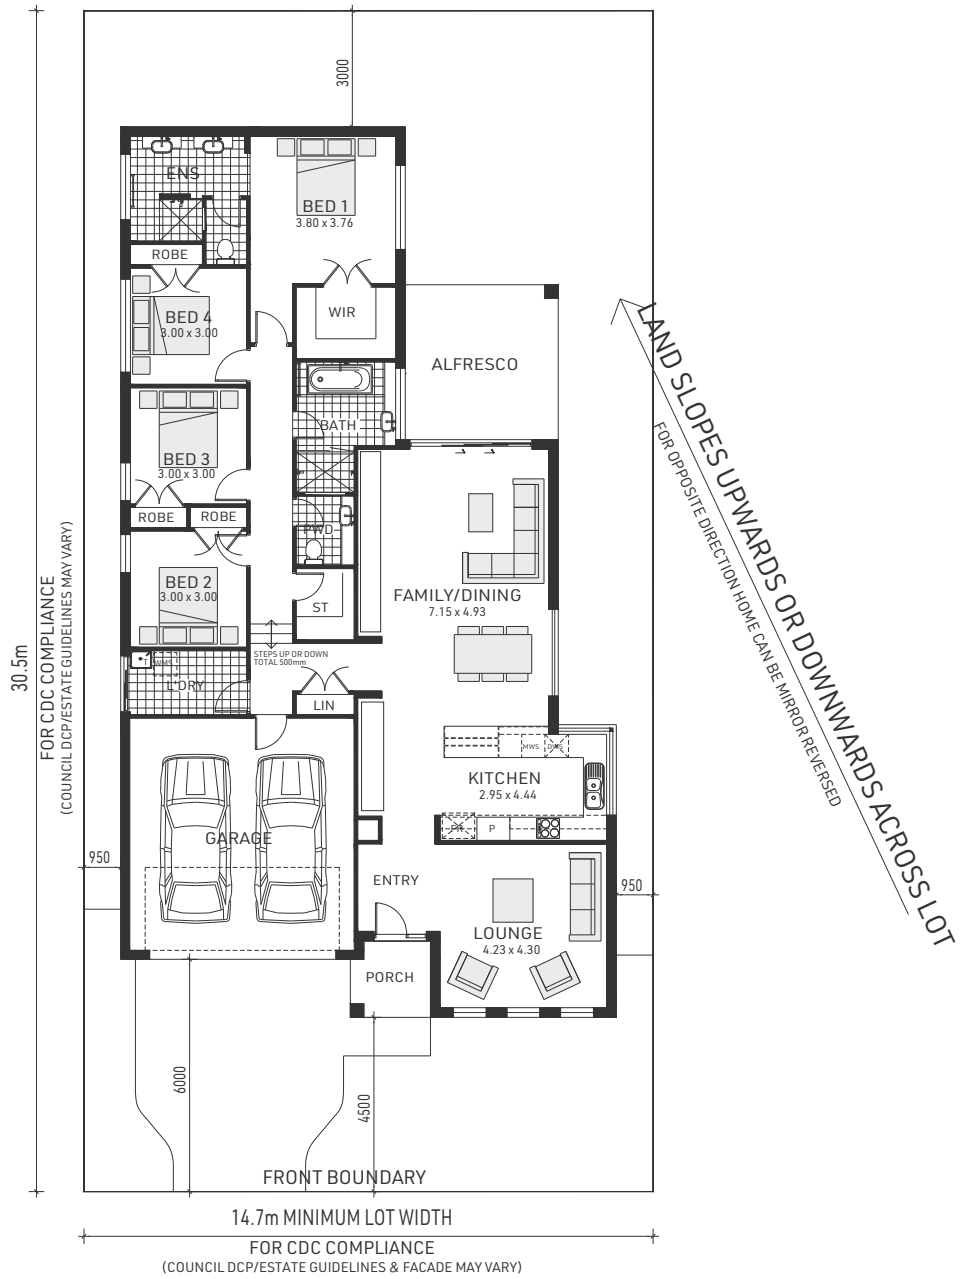 3000
ENS
BED 1
3.80 x 3.76
ROBE
BED 4
3.00 x 3.00
WIR
ALFRESCO
BATH
BED 3
3.00 x 3.00
ROBE
ROBE
PWD
BED 2
3.00 x 3.00
ST
FAMILY/DINING
7.15 x 4.93
STEPS UP OR DOWN
TOTAL 500mm
T
WMS
L'DRY
LIN
MWS
DWS
KITCHEN
2.95 x 4.44
P
GARAGE
ENTRY
LOUNGE
4.23 x 4.30
PORCH
950
950
6000
4500
30.5m
FOR CDC COMPLIANCE
(COUNCIL DCP/ESTATE GUIDELINES MAY VARY)
LAND SLOPES UPWARDS OR DOWNWARDS ACROSS LOT
FOR OPPOSITE DIRECTION HOME CAN BE MIRROR REVERSED
FRONT BOUNDARY
14.7m MINIMUM LOT WIDTH
FOR CDC COMPLIANCE
(COUNCIL DCP/ESTATE GUIDELINES & FACADE MAY VARY)